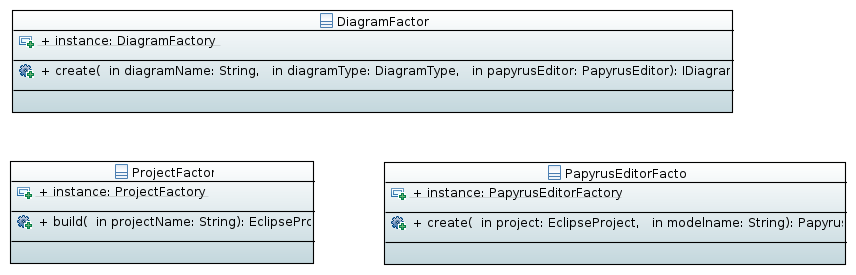 DiagramFactor
+ instance: DiagramFactory
+ create( in diagramName: String, in diagramType: DiagramType, in papyrusEditor: PapyrusEditor): IDiagrar
ProjectFactor
+ instance: ProjectFactory
+ build( in projectName: String): EclipsePrc
PapyrusEditorFacto
+ instance: PapyrusEditorFactory
+ create( in project: EclipseProject, in modelname: String): Papyrus